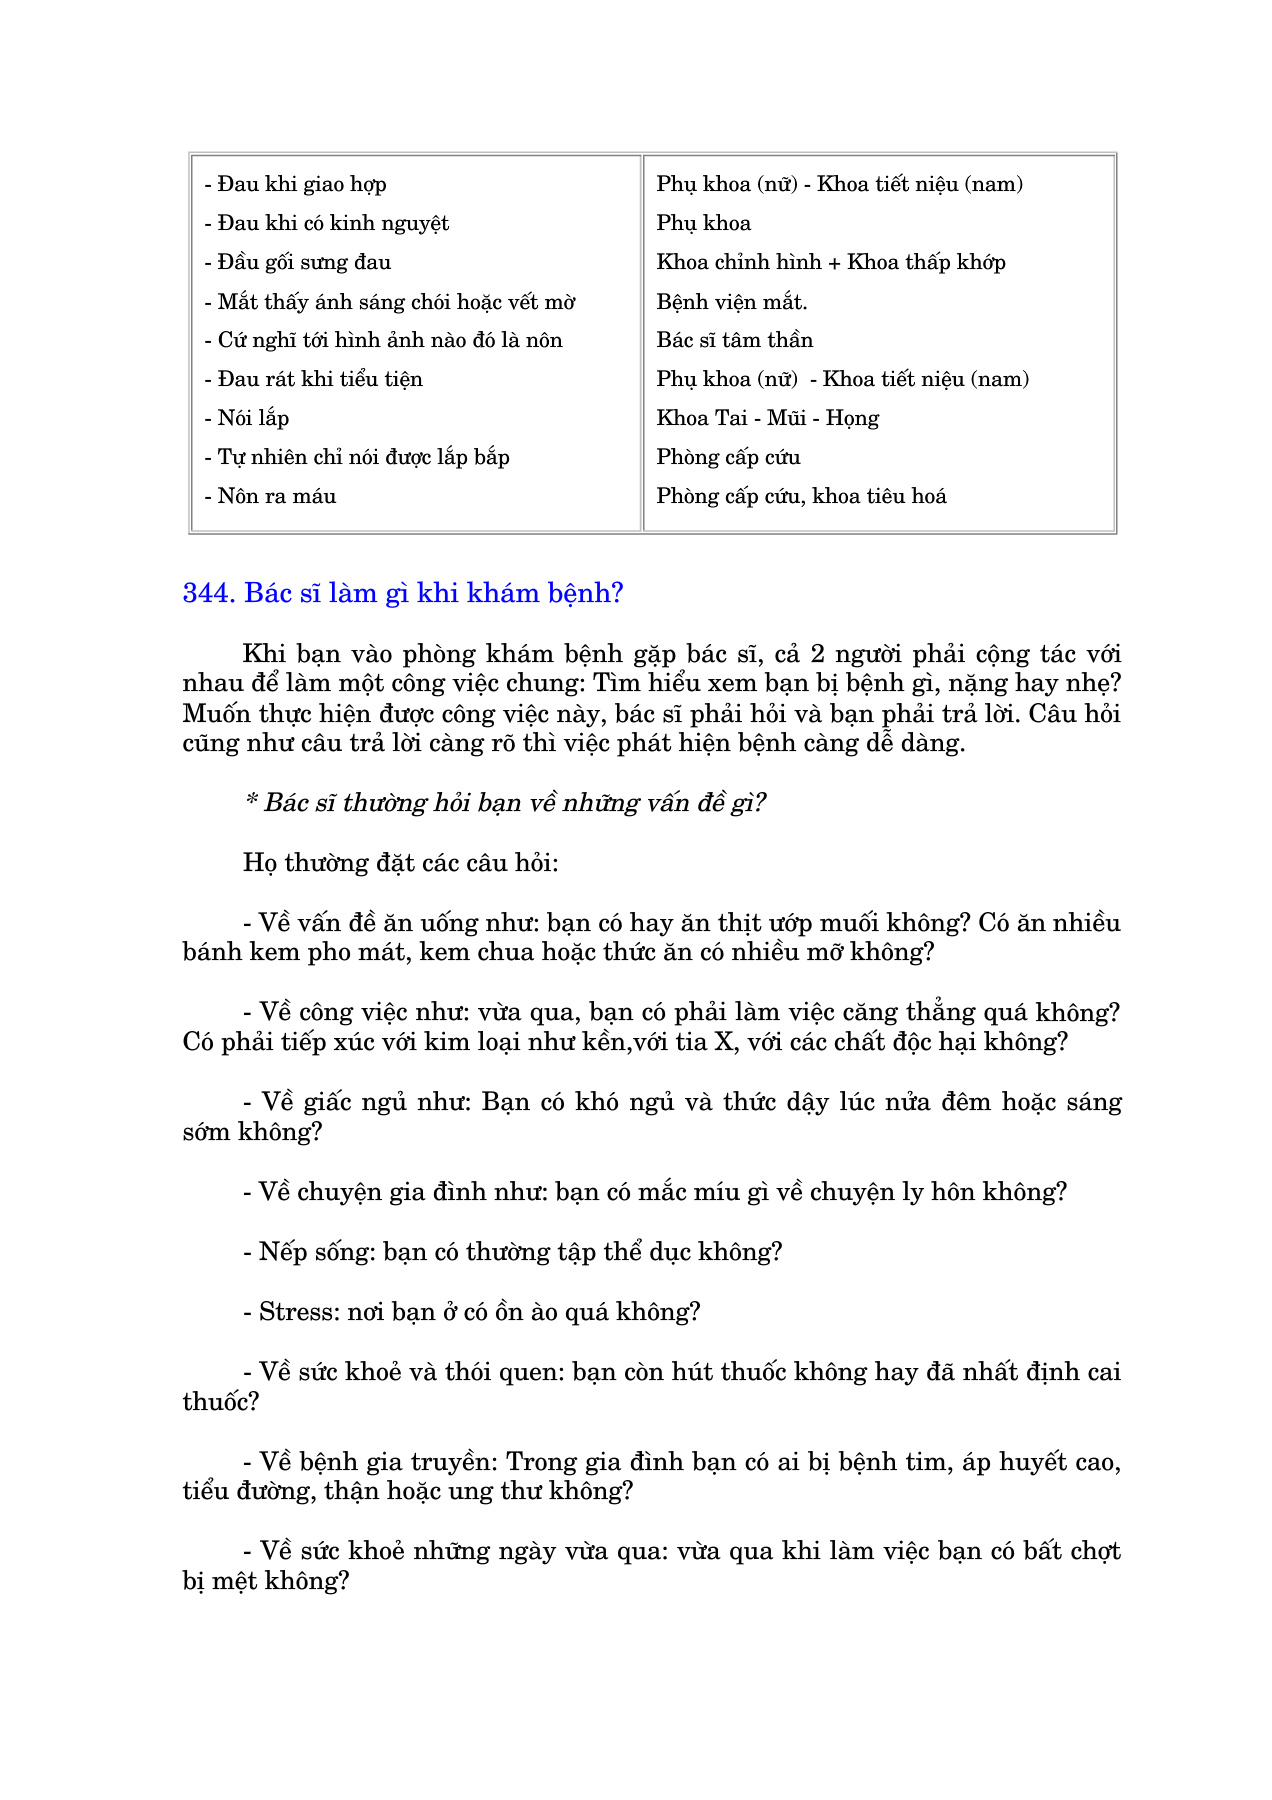 - Đau khi giao hợp Phụ khoa (nữ) - Khoa tiết niệu (nam)
- Đau khi có kinh nguyệt Phụ khoa
- Đầu gối sưng đau Khoa chỉnh hình + Khoa thấp khớp
- Mắt thấy ánh sáng chói hoặc vết mờ Bệnh viện mắt.
- Cứ nghĩ tới hình ảnh nào đó là nôn Bác sĩ tâm thần
- Đau rát khi tiểu tiện Phụ khoa (nữ) - Khoa tiết niệu (nam)
- Nói lắp Khoa Tai - Mũi - Họng
- Tự nhiên chỉ nói được lắp bắp Phòng cấp cứu
- Nôn ra máu Phòng cấp cứu, khoa tiêu hoá
344. Bác sĩ làm gì khi khám bệnh?
Khi bạn vào phòng khám bệnh gặp bác sĩ, cả 2 người phải cộng tác với
nhau để làm một công việc chung: Tìm hiểu xem bạn bị bệnh gì, nặng hay nhẹ?
Muốn thực hiện được công việc này, bác sĩ phải hỏi và bạn phải trả lời. Câu hỏi
cũng như câu trả lời càng rõ thì việc phát hiện bệnh càng dễ dàng.
* Bác sĩ thường hỏi bạn về những vấn đề gì?
Họ thường đặt các câu hỏi:
- Về vấn đề ăn uống như: bạn có hay ăn thịt ướp muối không? Có ăn nhiều
bánh kem pho mát, kem chua hoặc thức ăn có nhiều mỡ không?
- Về công việc như: vừa qua, bạn có phải làm việc căng thẳng quá không?
Có phải tiếp xúc với kim loại như kền,với tia X, với các chất độc hại không?
- Về giấc ngủ như: Bạn có khó ngủ và thức dậy lúc nửa đêm hoặc sáng
sớm không?
- Về chuyện gia đình như: bạn có mắc míu gì về chuyện ly hôn không?
- Nếp sống: bạn có thường tập thể dục không?
- Stress: nơi bạn ở có ồn ào quá không?
- Về sức khoẻ và thói quen: bạn còn hút thuốc không hay đã nhất định cai
thuốc?
- Về bệnh gia truyền: Trong gia đình bạn có ai bị bệnh tim, áp huyết cao,
tiểu đường, thận hoặc ung thư không?
- Về sức khoẻ những ngày vừa qua: vừa qua khi làm việc bạn có bất chợt
bị mệt không?